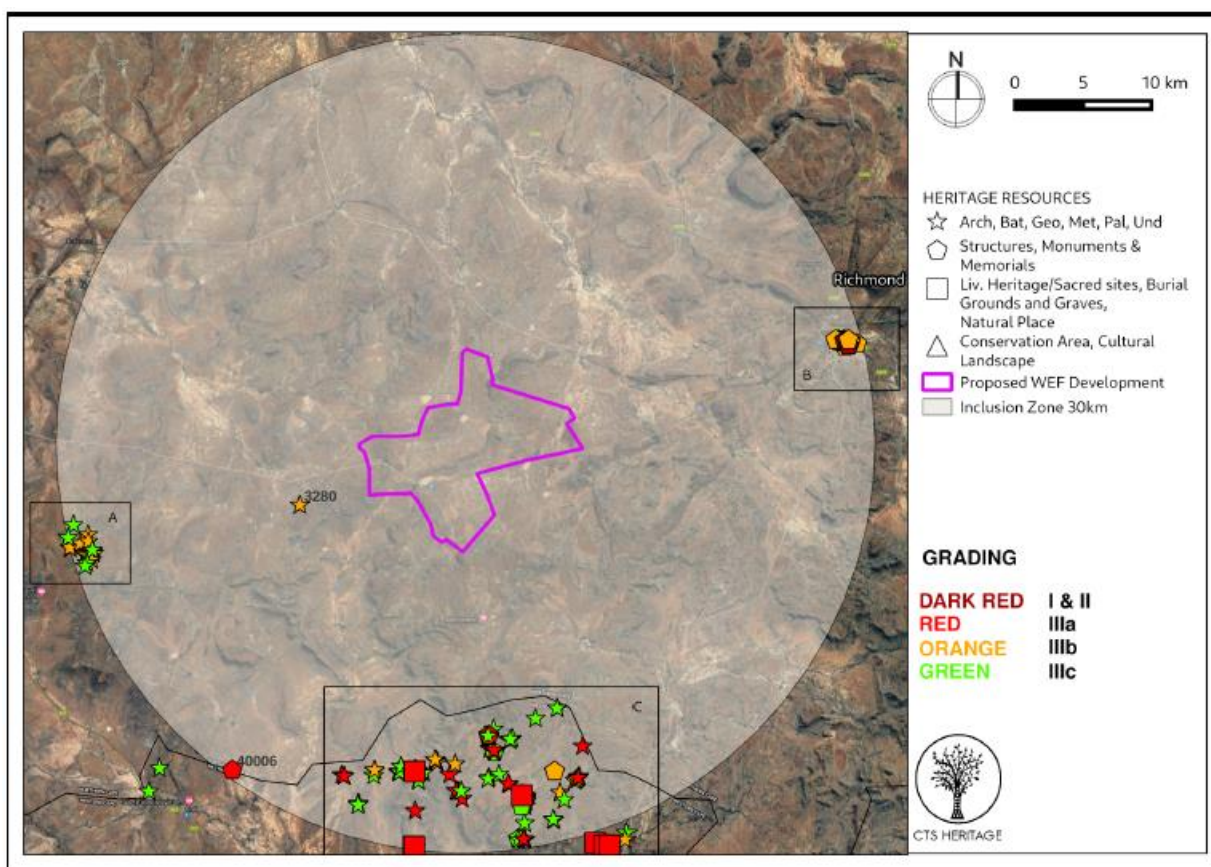 N
0 5 10 km
HERITAGE RESOURCES
Arch, Bat, Geo, Met, Pal, Und
Structures, Monuments &
Memorials
Liv. Heritage/Sacred sites, Burial
Grounds and Graves,
Natural Place
Conservation Area, Cultural
Landscape
Proposed WEF Development
Inclusion Zone 30km
Richmond
B
3280
A
C
40006
GRADING
DARK RED I & II
RED IIIa
ORANGE IIIb
GREEN IIIc
CTS HERITAGE